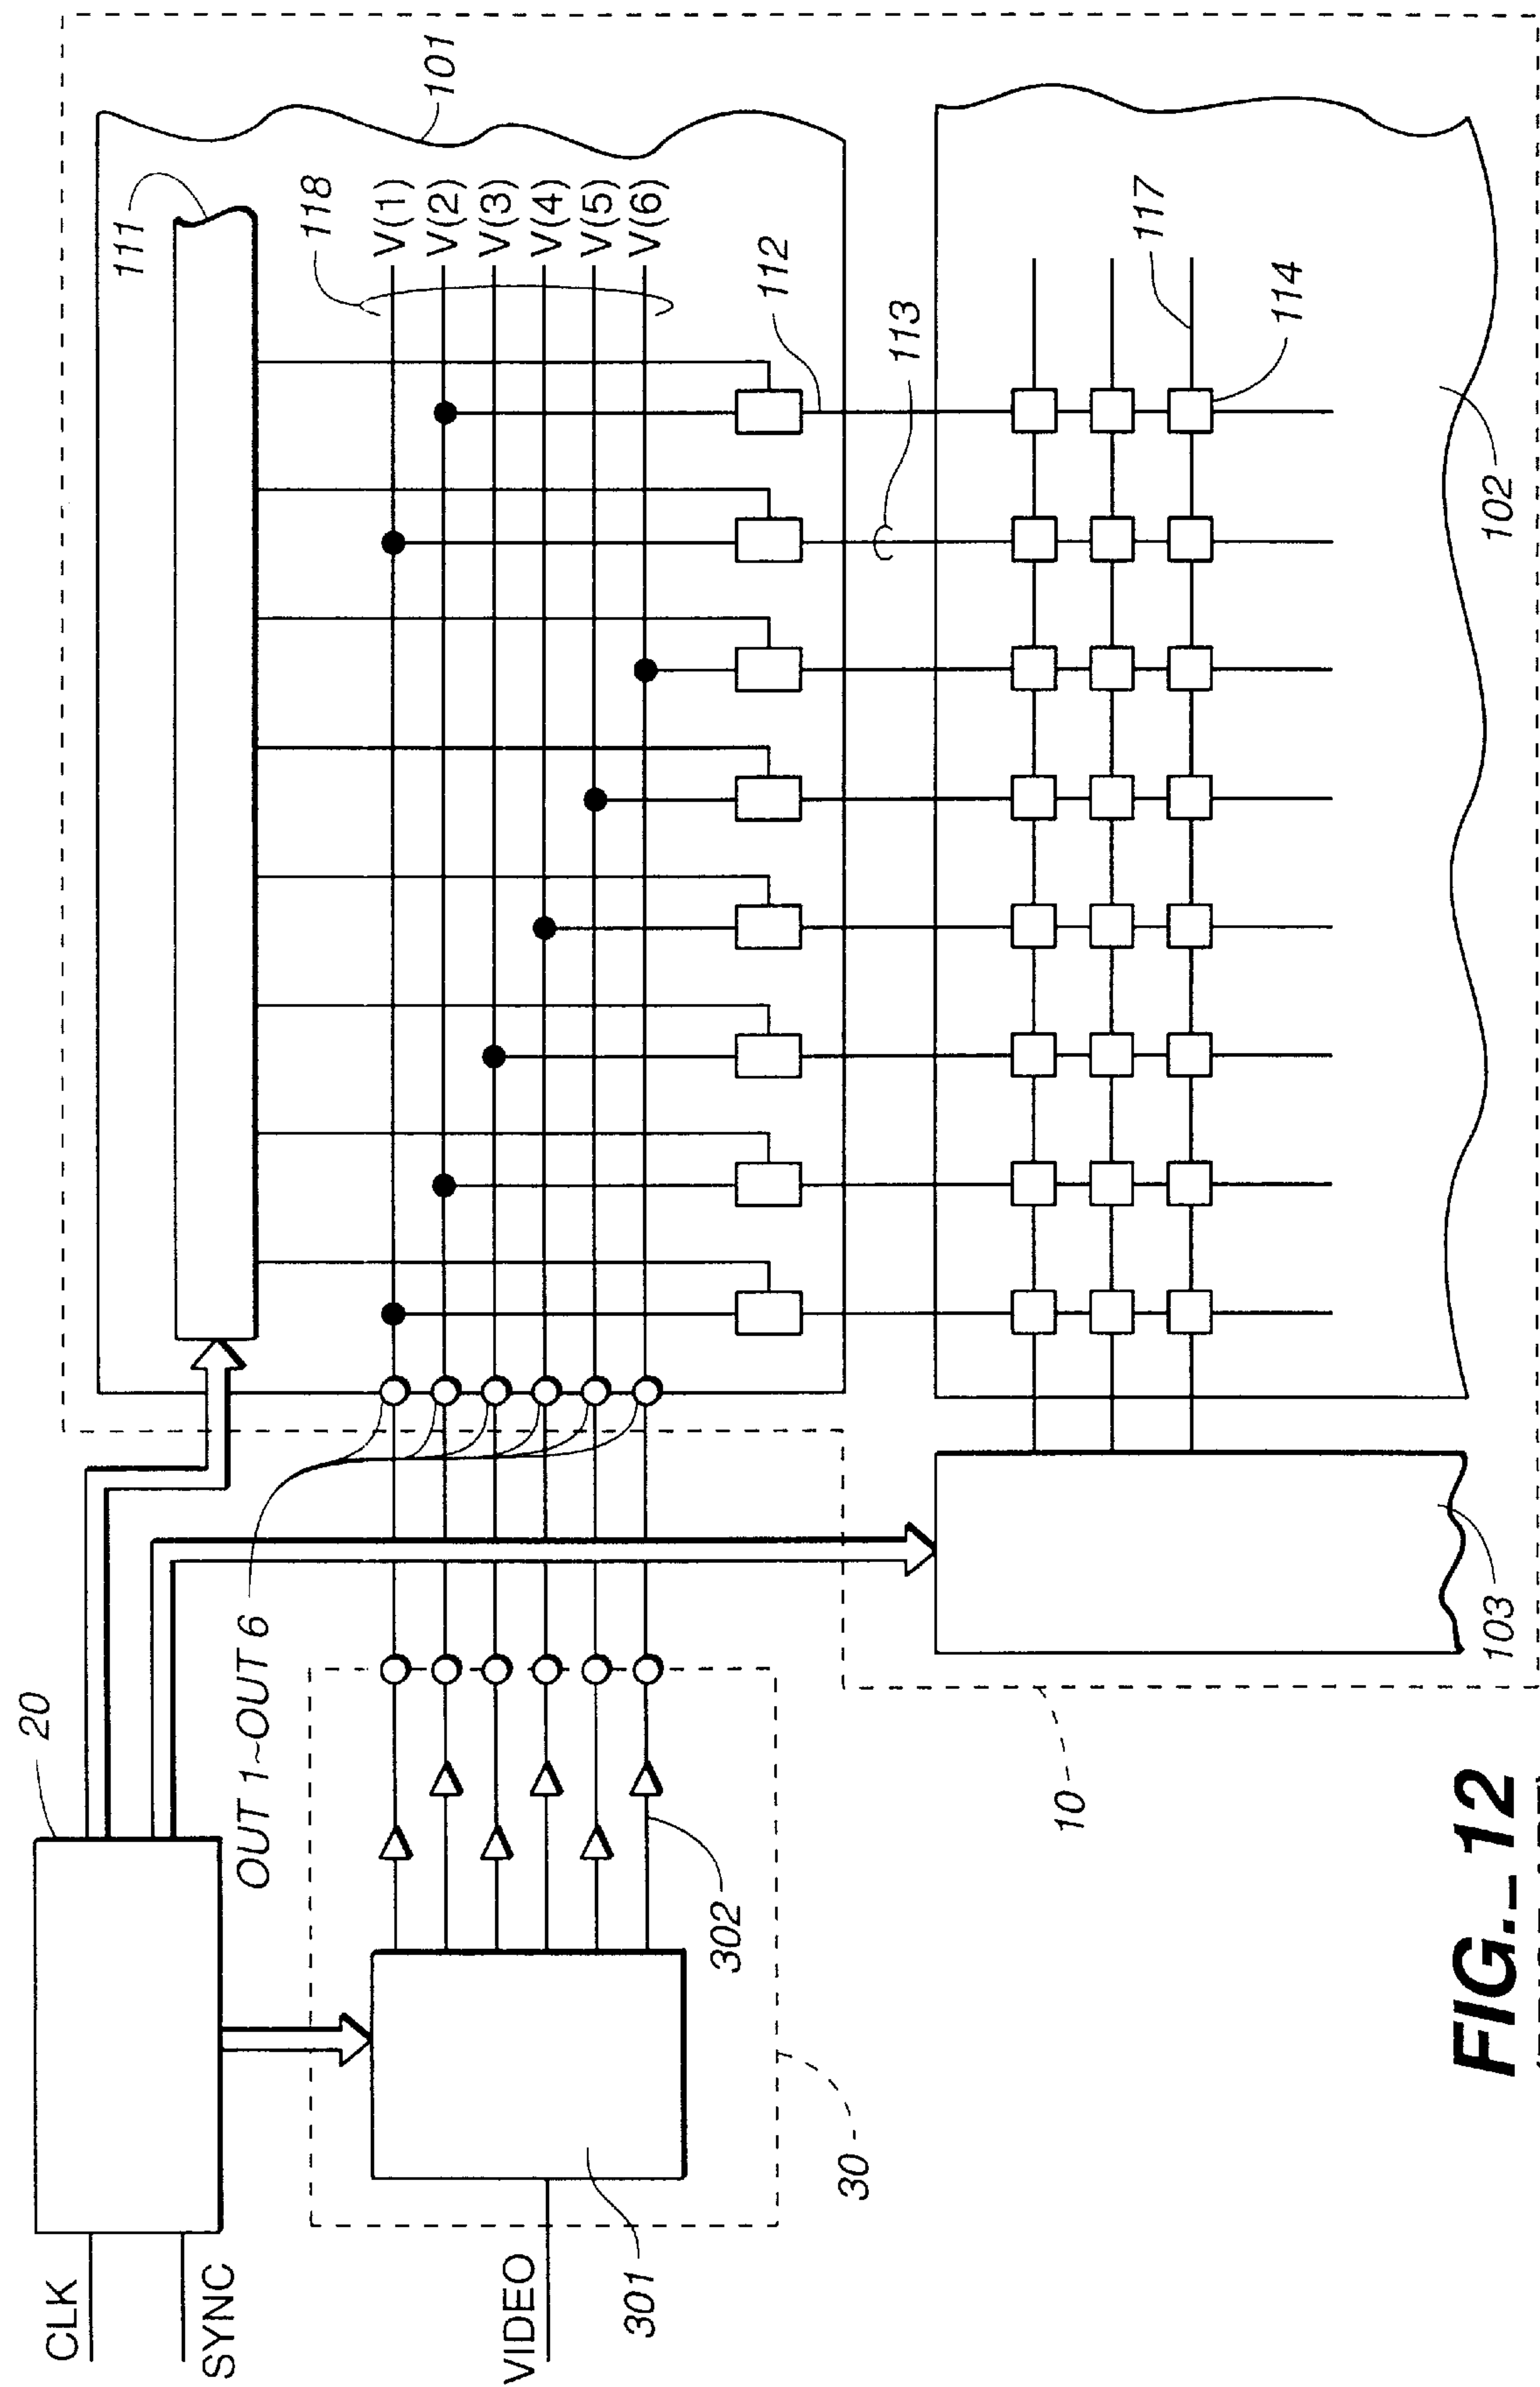 CLK
SYNC
VIDEO
20
301
30
302
OUT 1~OUT 6
10
103
111
101
118
V(1)
V(2)
V(3)
V(4)
V(5)
V(6)
112
113
117
114
102
FIG._12